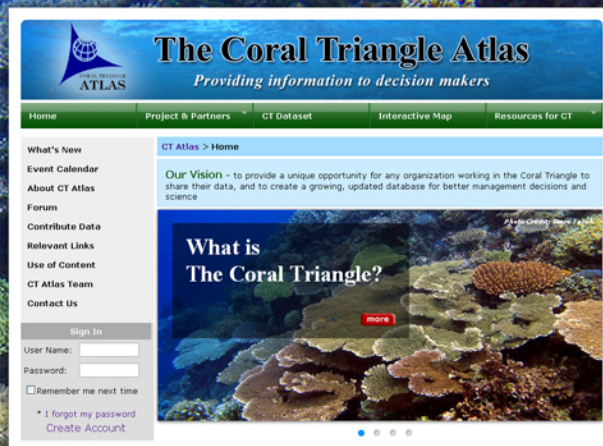 CORAL TRIANGLE
ATLAS
The Coral Triangle Atlas
Providing information to decision makers
Home
Project & Partners
CT Dataset
Interactive Map
Resources for CT
What's New
Event Calendar
About CT Atlas
Forum
Contribute Data
Relevant Links
Use of Content
CT Atlas Team
Contact Us
Sign In
User Name:
Password:
Remember me next time
* I forgot my password
Create Account
CT Atlas > Home
Our Vision - to provide a unique opportunity for any organization working in the Coral Triangle to
share their data, and to create a growing, updated database for better management decisions and
science
Photo Credit:
What is
The Coral Triangle?
more